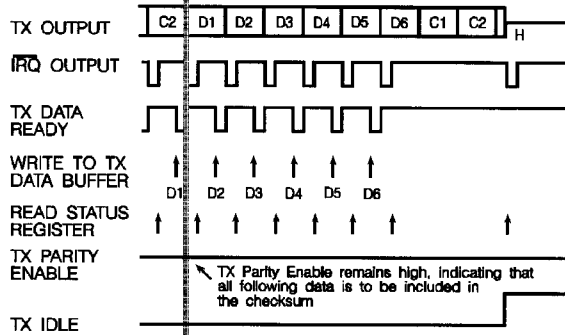 TX OUTPUT C2 D1 D2 D3 D4 D5 D6 C1 C2 H
IRQ OUTPUT
TX DATA
READY
WRITE TO TX
DATA BUFFER
D1 D2 D3 D4 D5 D6
READ STATUS
REGISTER
TX PARITY
ENABLE
TX Parity Enable remains high, indicating that
all following data is to be included in
the checksum
TX IDLE